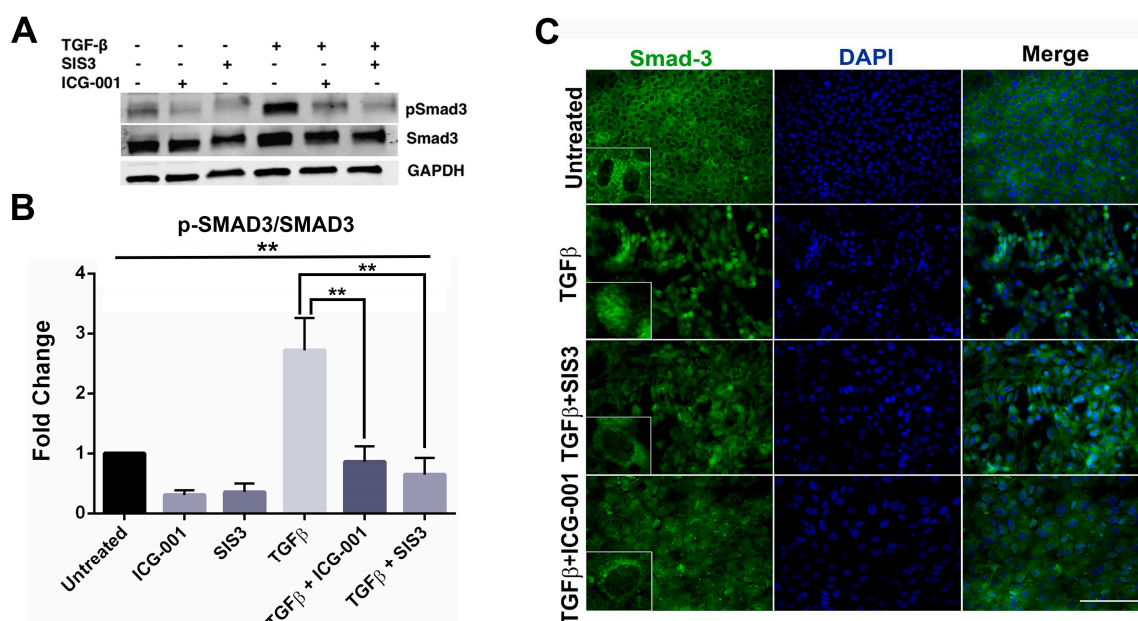 A
TGF-β - - - + + +
SIS3 - - + - - +
ICG-001 - + - - + -
pSmad3
Smad3
GAPDH
B
p-SMAD3/SMAD3
**
**
**
Fold Change
4
3
2
1
0
Untreated
ICG-001
SIS3
TGFβ
TGFβ + ICG-001
TGFβ + SIS3
C
Smad-3 DAPI Merge
Untreated
TGFβ
TGFβ+SIS3
TGFβ+ICG-001